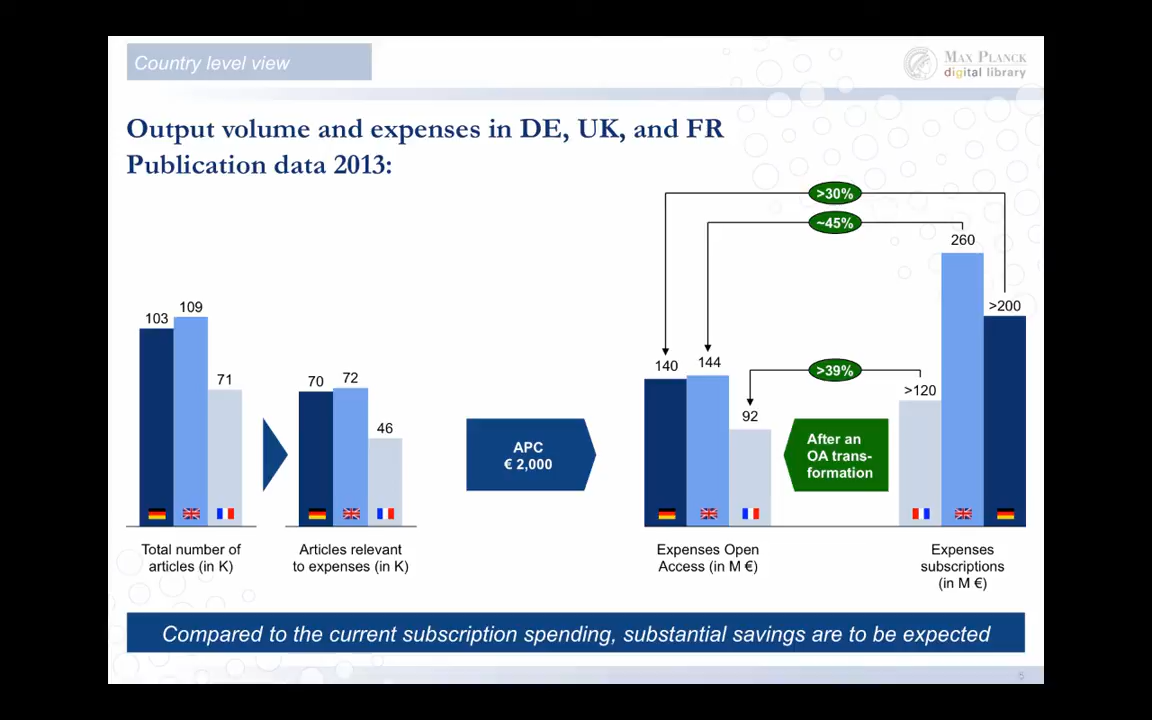 Country level view
MAX PLANCK
digital library
Output volume and expenses in DE, UK, and FR
Publication data 2013:
>30%
~45%
260
109
103
>200
144
140
>39%
71
70
72
>120
92
46
APC
€ 2,000
After an
OA trans-
formation
Total number of
articles (in K)
Articles relevant
to expenses (in K)
Expenses Open
Access (in M €)
Expenses
subscriptions
(in M €)
Compared to the current subscription spending, substantial savings are to be expected